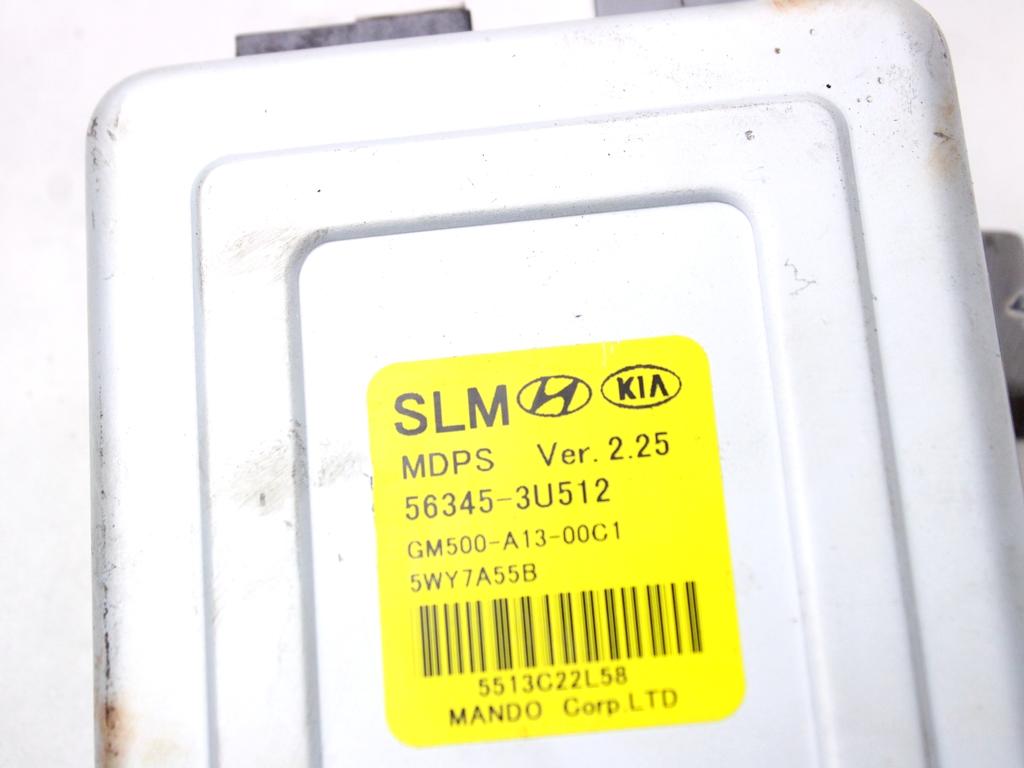 SLM KIA
MDPS Ver. 2.25
56345-3U512
GM500-A13-00C1
5WY7A55B
5513C22L58
MANDO Corp.LTD